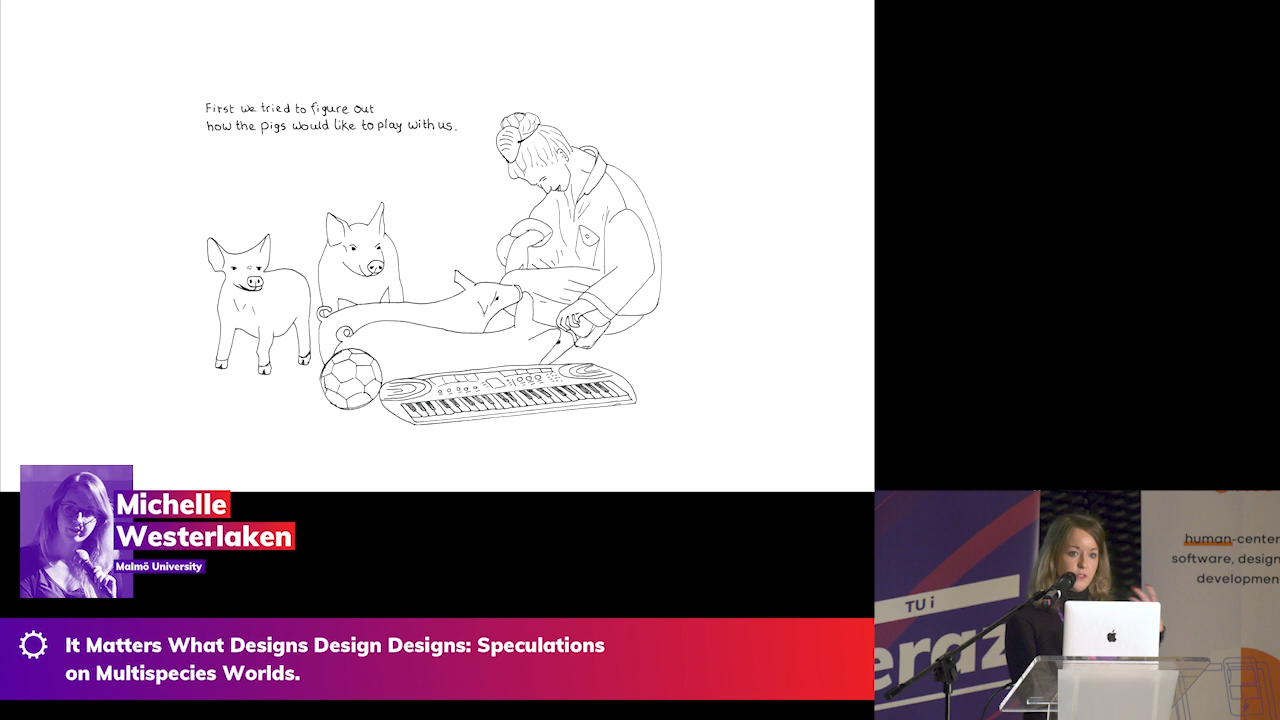 First we tried to figure out
how the pigs would like to play with us.
Michelle
Westerlaken
Malmö University
It Matters What Designs Design Designs: Speculations
on Multispecies Worlds.
TU i
eraz
human-center
software, design
development